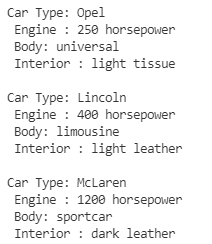 Car Type: Opel
Engine : 250 horsepower
Body: universal
Interior : light tissue
Car Type: Lincoln
Engine : 400 horsepower
Body: limousine
Interior : light leather
Car Type: McLaren
Engine : 1200 horsepower
Body: sportcar
Interior : dark leather